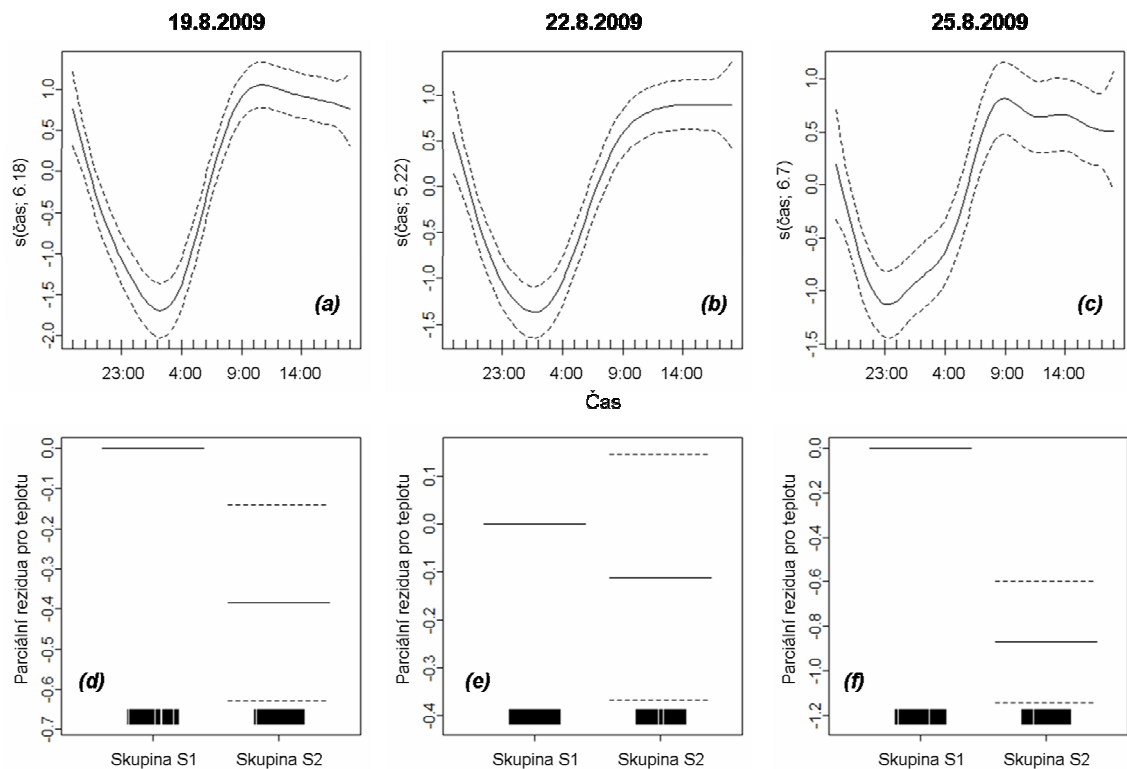 19.8.2009
22.8.2009
25.8.2009
s(čas; 6.18)
1.0
0.5
0.0
-0.5
-1.0
-1.5
-2.0
(a)
23:00 4:00 9:00 14:00
s(čas; 5.22)
1.0
0.5
0.0
-0.5
-1.0
-1.5
(b)
23:00 4:00 9:00 14:00
s(čas; 6.7)
1.0
0.5
0.0
-0.5
-1.0
-1.5
(c)
23:00 4:00 9:00 14:00
Čas
Parciální rezidua pro teplotu
0.0
-0.1
-0.2
-0.3
-0.4
-0.5
-0.6
-0.7
(d)
Skupina S1 Skupina S2
Parciální rezidua pro teplotu
0.1
0.0
-0.1
-0.2
-0.3
-0.4
(e)
Skupina S1 Skupina S2
Parciální rezidua pro teplotu
0.0
-0.2
-0.4
-0.6
-0.8
-1.0
-1.2
(f)
Skupina S1 Skupina S2